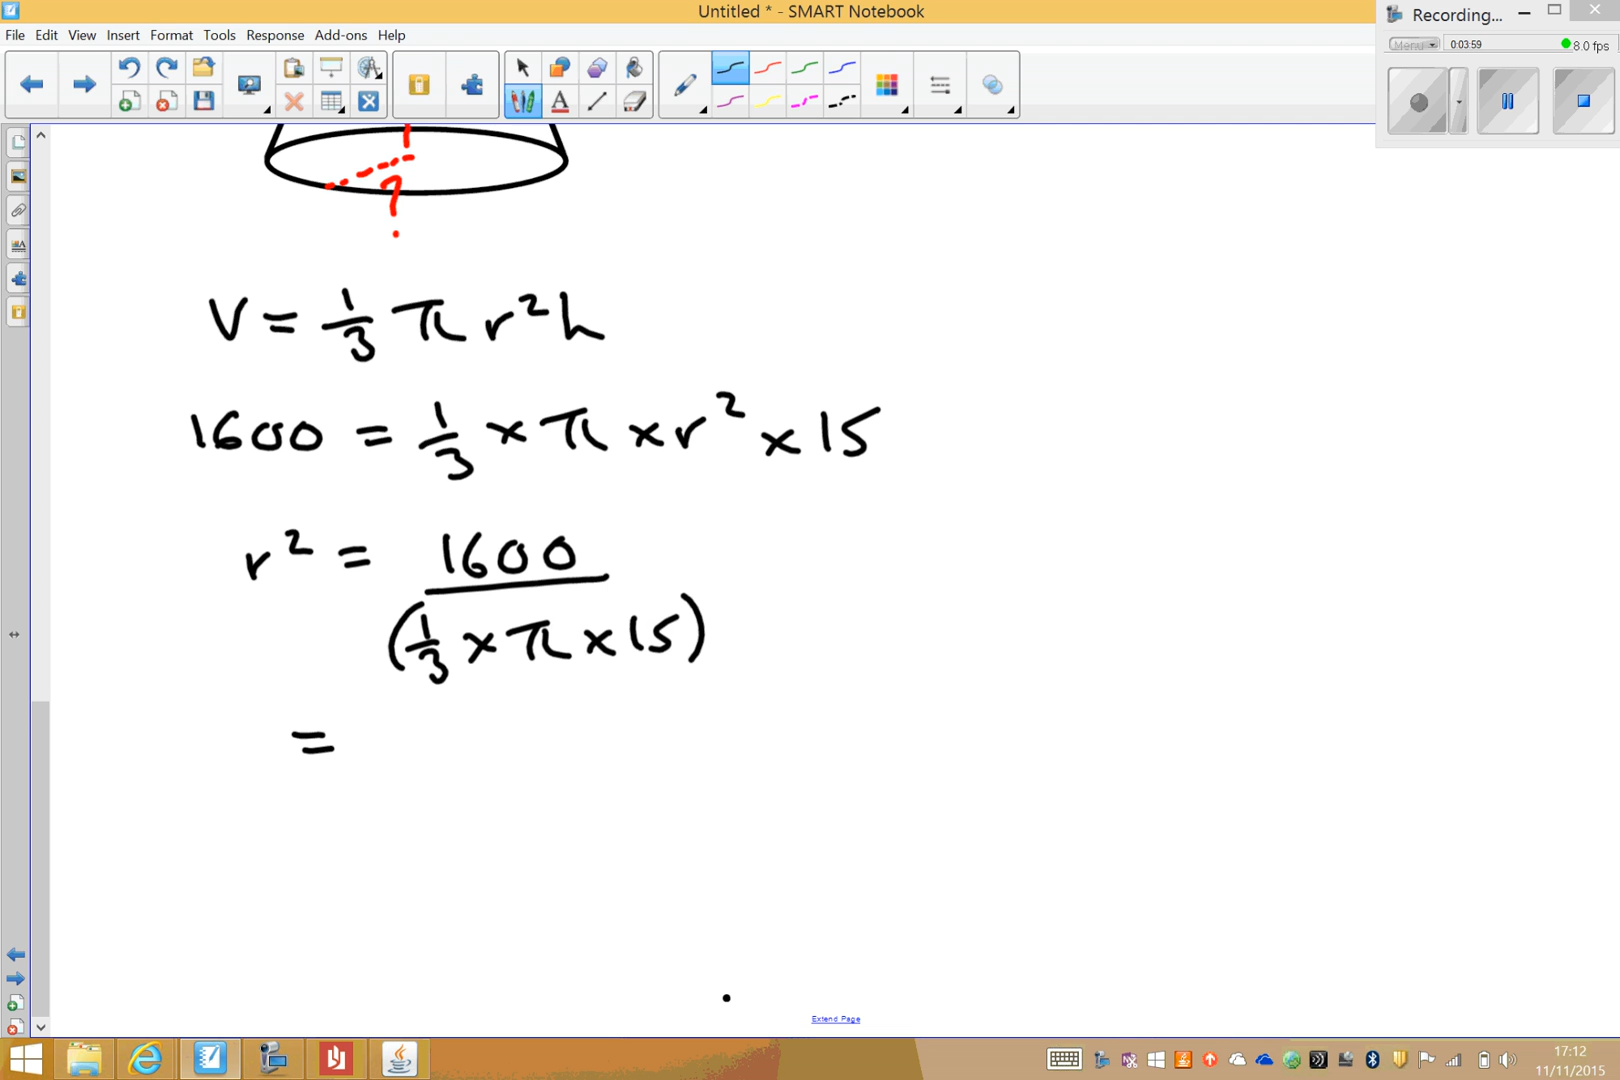 Untitled * - SMART Notebook
Recording...
File Edit View Insert Format Tools Response Add-ons Help
Menu
0:03:59
8.0 fps
?
V = 1/3 π r² h
1600 = 1/3 × π × r² × 15
r² = 1600
(1/3 × π × 15)
=
Extend Page
17:12
11/11/2015